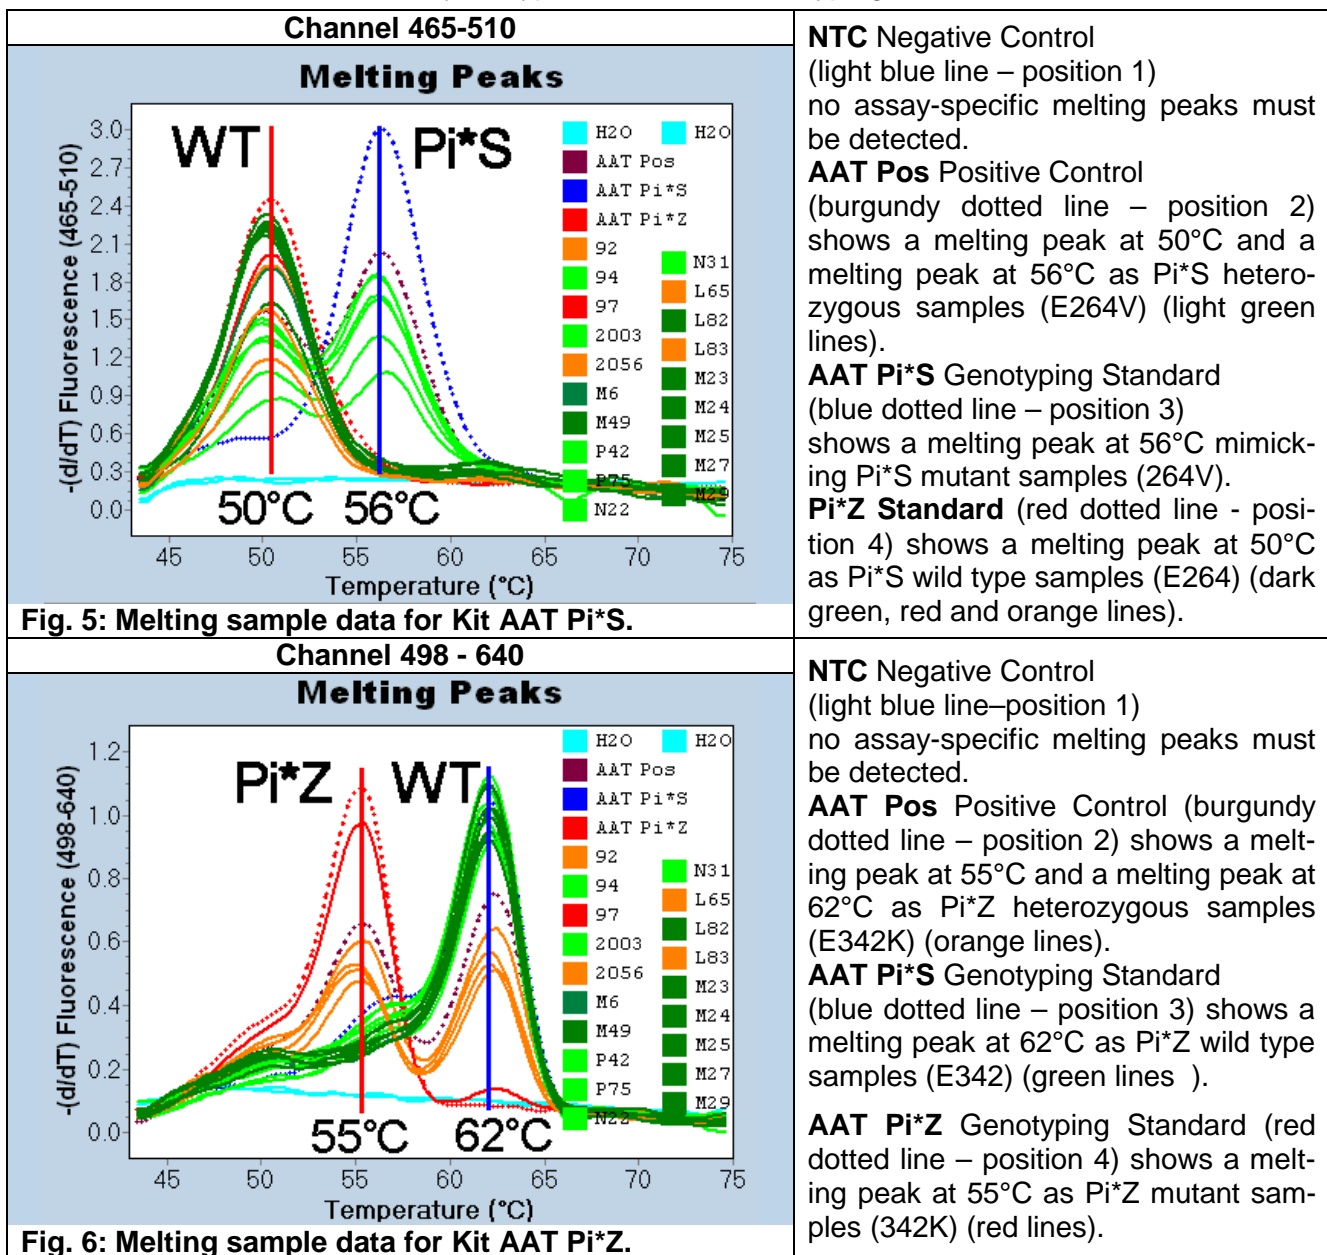 Channel 465-510
Melting Peaks
-(d/dT) Fluorescence (465-510)
3.0
2.7
2.4
2.1
1.8
1.5
1.2
0.9
0.6
0.3
0.0
WT
Pi*S
50°C
56°C
H2O
AAT Pos
AAT Pi*S
AAT Pi*Z
92
94
97
2003
2056
M6
M49
P42
P75
N22
H2O
N31
L65
L82
L83
M23
M24
M25
M27
M29
45 50 55 60 65 70 75
Temperature (°C)
Fig. 5: Melting sample data for Kit AAT Pi*S.
NTC Negative Control
(light blue line – position 1)
no assay-specific melting peaks must
be detected.
AAT Pos Positive Control
(burgundy dotted line – position 2)
shows a melting peak at 50°C and a
melting peak at 56°C as Pi*S hetero-
zygous samples (E264V) (light green
lines).
AAT Pi*S Genotyping Standard
(blue dotted line – position 3)
shows a melting peak at 56°C mimick-
ing Pi*S mutant samples (264V).
Pi*Z Standard (red dotted line - posi-
tion 4) shows a melting peak at 50°C
as Pi*S wild type samples (E264) (dark
green, red and orange lines).
Channel 498 - 640
Melting Peaks
-(d/dT) Fluorescence (498-640)
1.2
1.0
0.8
0.6
0.4
0.2
0.0
Pi*Z
WT
55°C
62°C
H2O
AAT Pos
AAT Pi*S
AAT Pi*Z
92
94
97
2003
2056
M6
M49
P42
P75
N22
H2O
N31
L65
L82
L83
M23
M24
M25
M27
M29
45 50 55 60 65 70 75
Temperature (°C)
Fig. 6: Melting sample data for Kit AAT Pi*Z.
NTC Negative Control
(light blue line–position 1)
no assay-specific melting peaks must
be detected.
AAT Pos Positive Control (burgundy
dotted line – position 2) shows a melt-
ing peak at 55°C and a melting peak at
62°C as Pi*Z heterozygous samples
(E342K) (orange lines).
AAT Pi*S Genotyping Standard
(blue dotted line – position 3) shows a
melting peak at 62°C as Pi*Z wild type
samples (E342) (green lines ).
AAT Pi*Z Genotyping Standard (red
dotted line – position 4) shows a melt-
ing peak at 55°C as Pi*Z mutant sam-
ples (342K) (red lines).